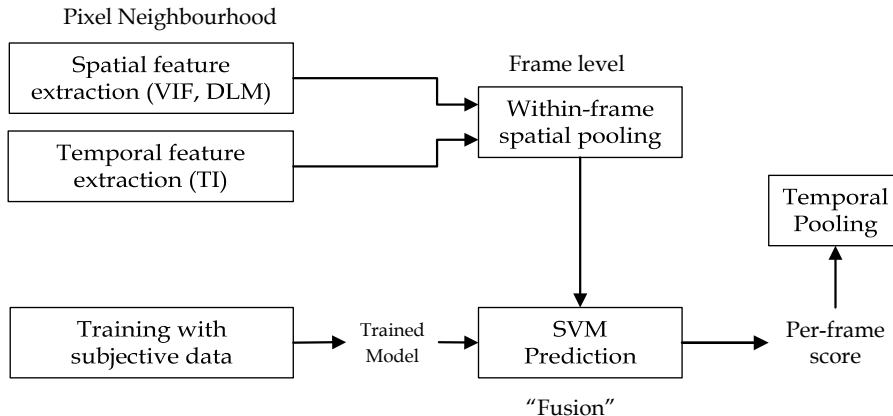 Pixel Neighbourhood
Spatial feature
extraction (VIF, DLM)
Temporal feature
extraction (TI)
Frame level
Within-frame
spatial pooling
Temporal
Pooling
Training with
subjective data
Trained
Model
SVM
Prediction
Per-frame
score
“Fusion”